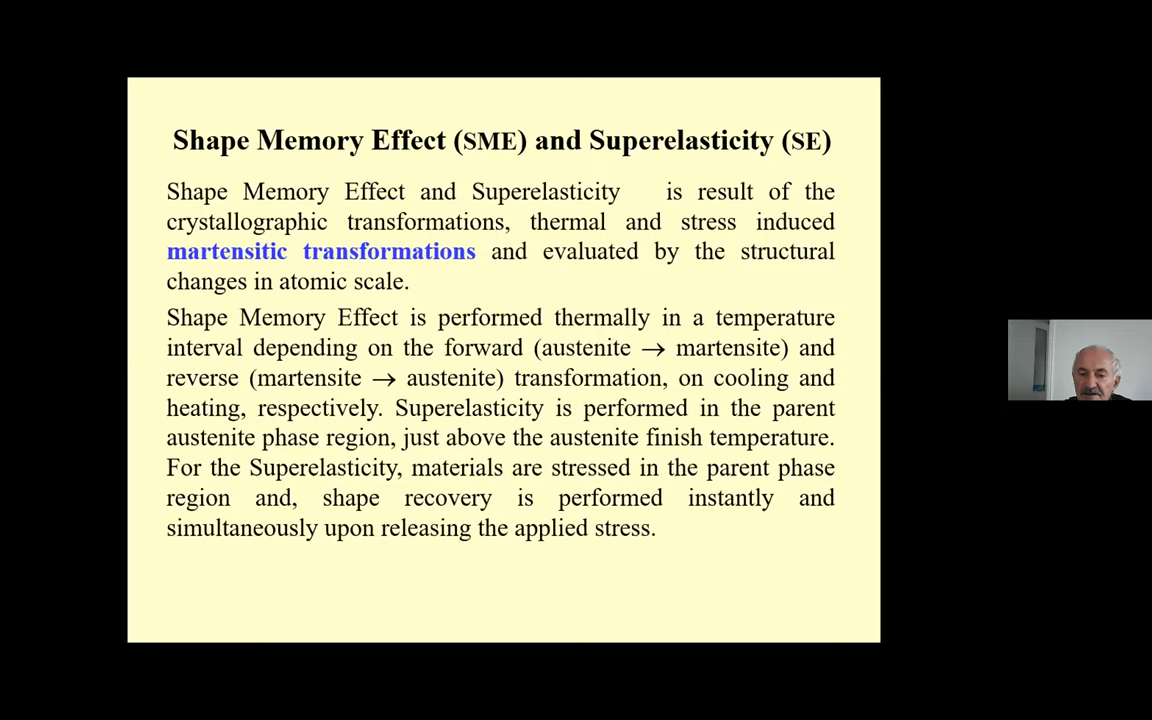 Shape Memory Effect (SME) and Superelasticity (SE)
Shape Memory Effect and Superelasticity is result of the
crystallographic transformations, thermal and stress induced
martensitic transformations and evaluated by the structural
changes in atomic scale.
Shape Memory Effect is performed thermally in a temperature
interval depending on the forward (austenite → martensite) and
reverse (martensite → austenite) transformation, on cooling and
heating, respectively. Superelasticity is performed in the parent
austenite phase region, just above the austenite finish temperature.
For the Superelasticity, materials are stressed in the parent phase
region and, shape recovery is performed instantly and
simultaneously upon releasing the applied stress.